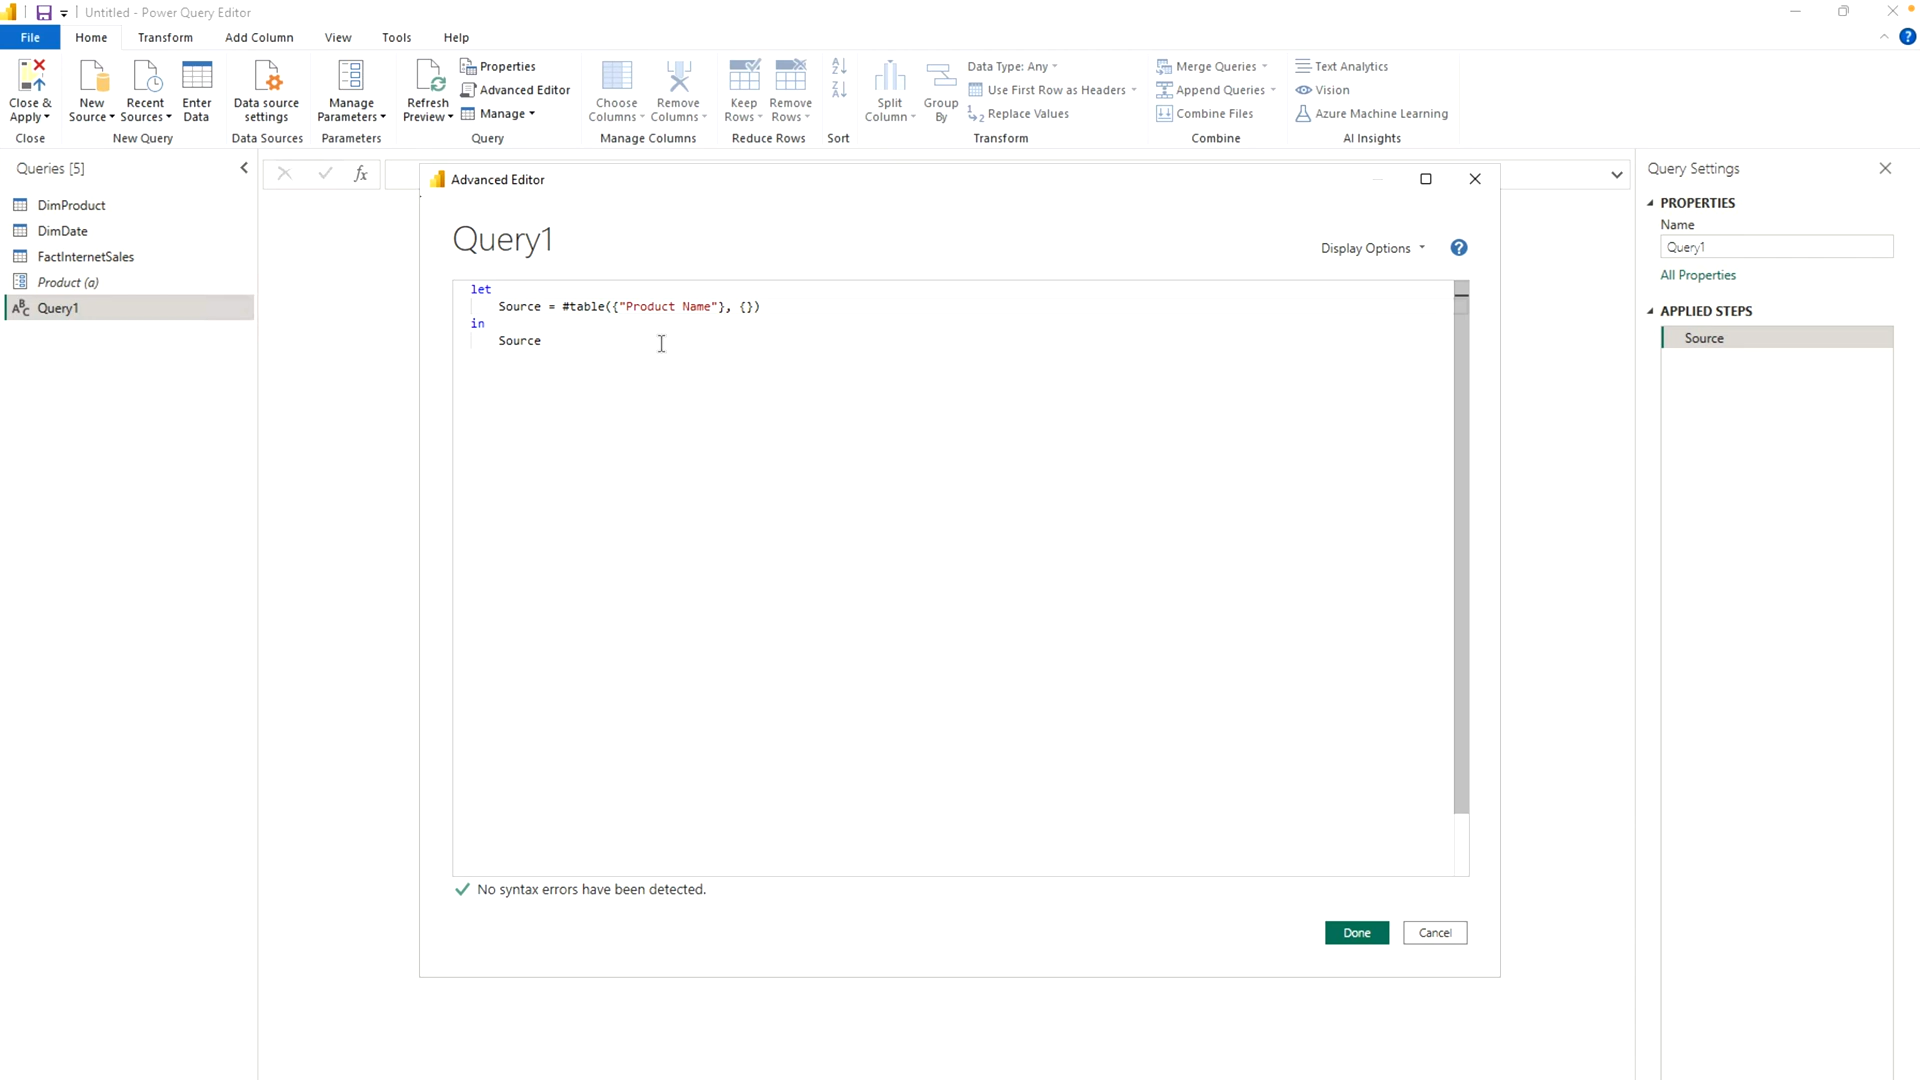 Untitled - Power Query Editor
File Home Transform Add Column View Tools Help
Close & Apply
New Source
Recent Sources
Enter Data
Data source settings
Manage Parameters
Refresh Preview
Properties
Advanced Editor
Manage
Choose Columns
Remove Columns
Keep Rows
Remove Rows
Split Column
Group By
Data Type: Any
Use First Row as Headers
Replace Values
Merge Queries
Append Queries
Combine Files
Text Analytics
Vision
Azure Machine Learning
Close New Query Data Sources Parameters Query Manage Columns Reduce Rows Sort Transform Combine AI Insights
Queries [5]
DimProduct
DimDate
FactInternetSales
Product (a)
Query1
fx
Advanced Editor
Query1
Display Options
let
Source = #table({"Product Name"}, {})
in
Source
No syntax errors have been detected.
Done Cancel
Query Settings
PROPERTIES
Name
Query1
All Properties
APPLIED STEPS
Source